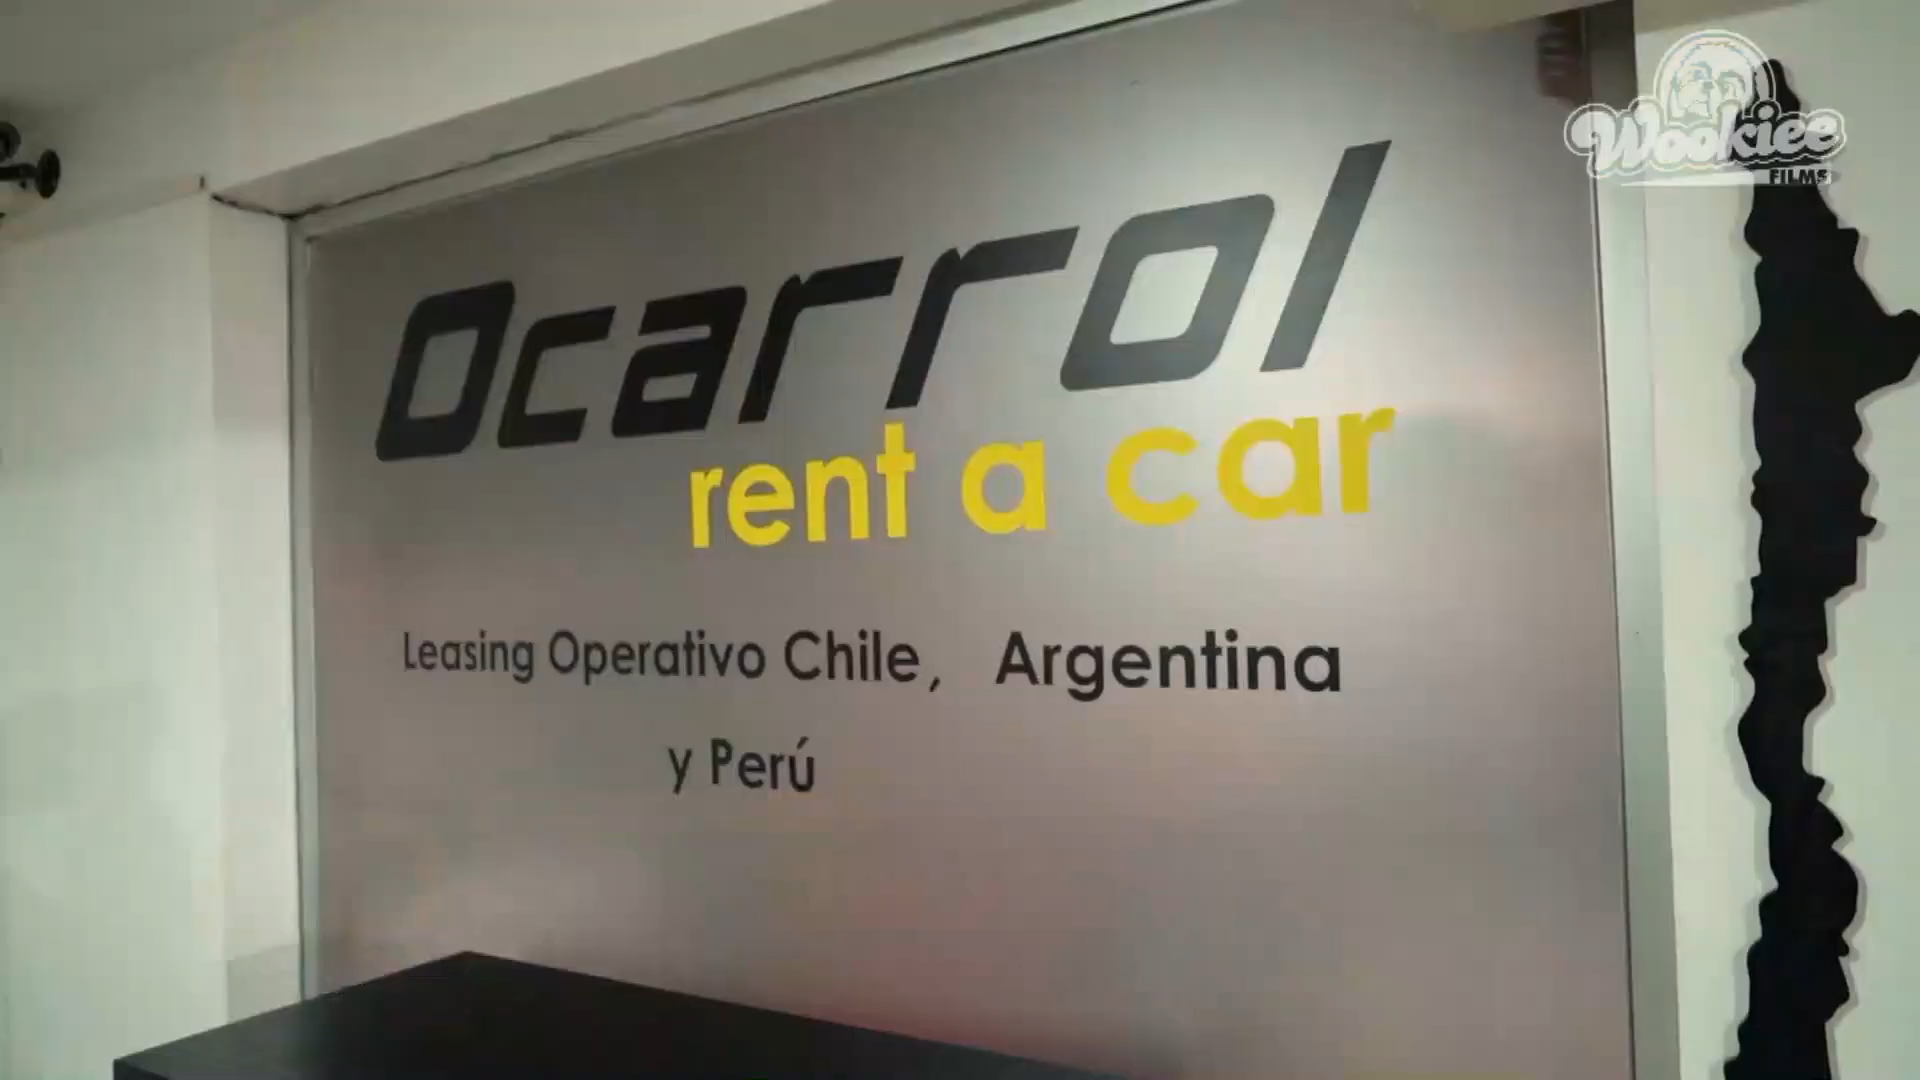 Wookiee
FILMS
Ocarrol
rent a car
Leasing Operativo Chile, Argentina
y Perú